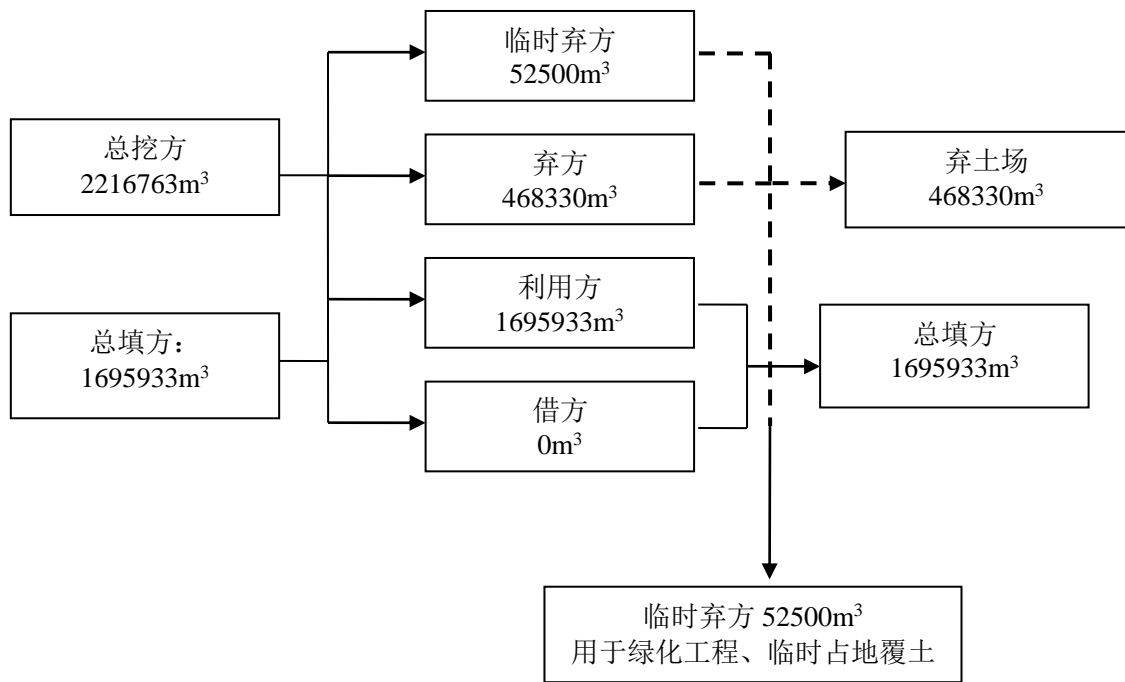 临时弃方
52500m³
总挖方
2216763m³
弃方
468330m³
弃土场
468330m³
利用方
1695933m³
总填方：
1695933m³
总填方
1695933m³
借方
0m³
临时弃方 52500m³
用于绿化工程、临时占地覆土